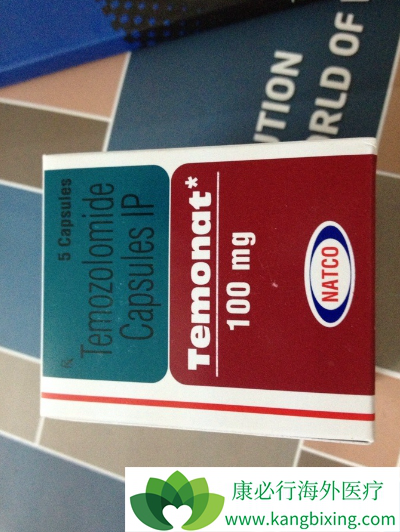 5 Capsules
℞ Temozolomide
Capsules IP
Temonat*
100 mg
NATCO
UTION
ORLD OF
康必行海外医疗
www.kangbixing.com